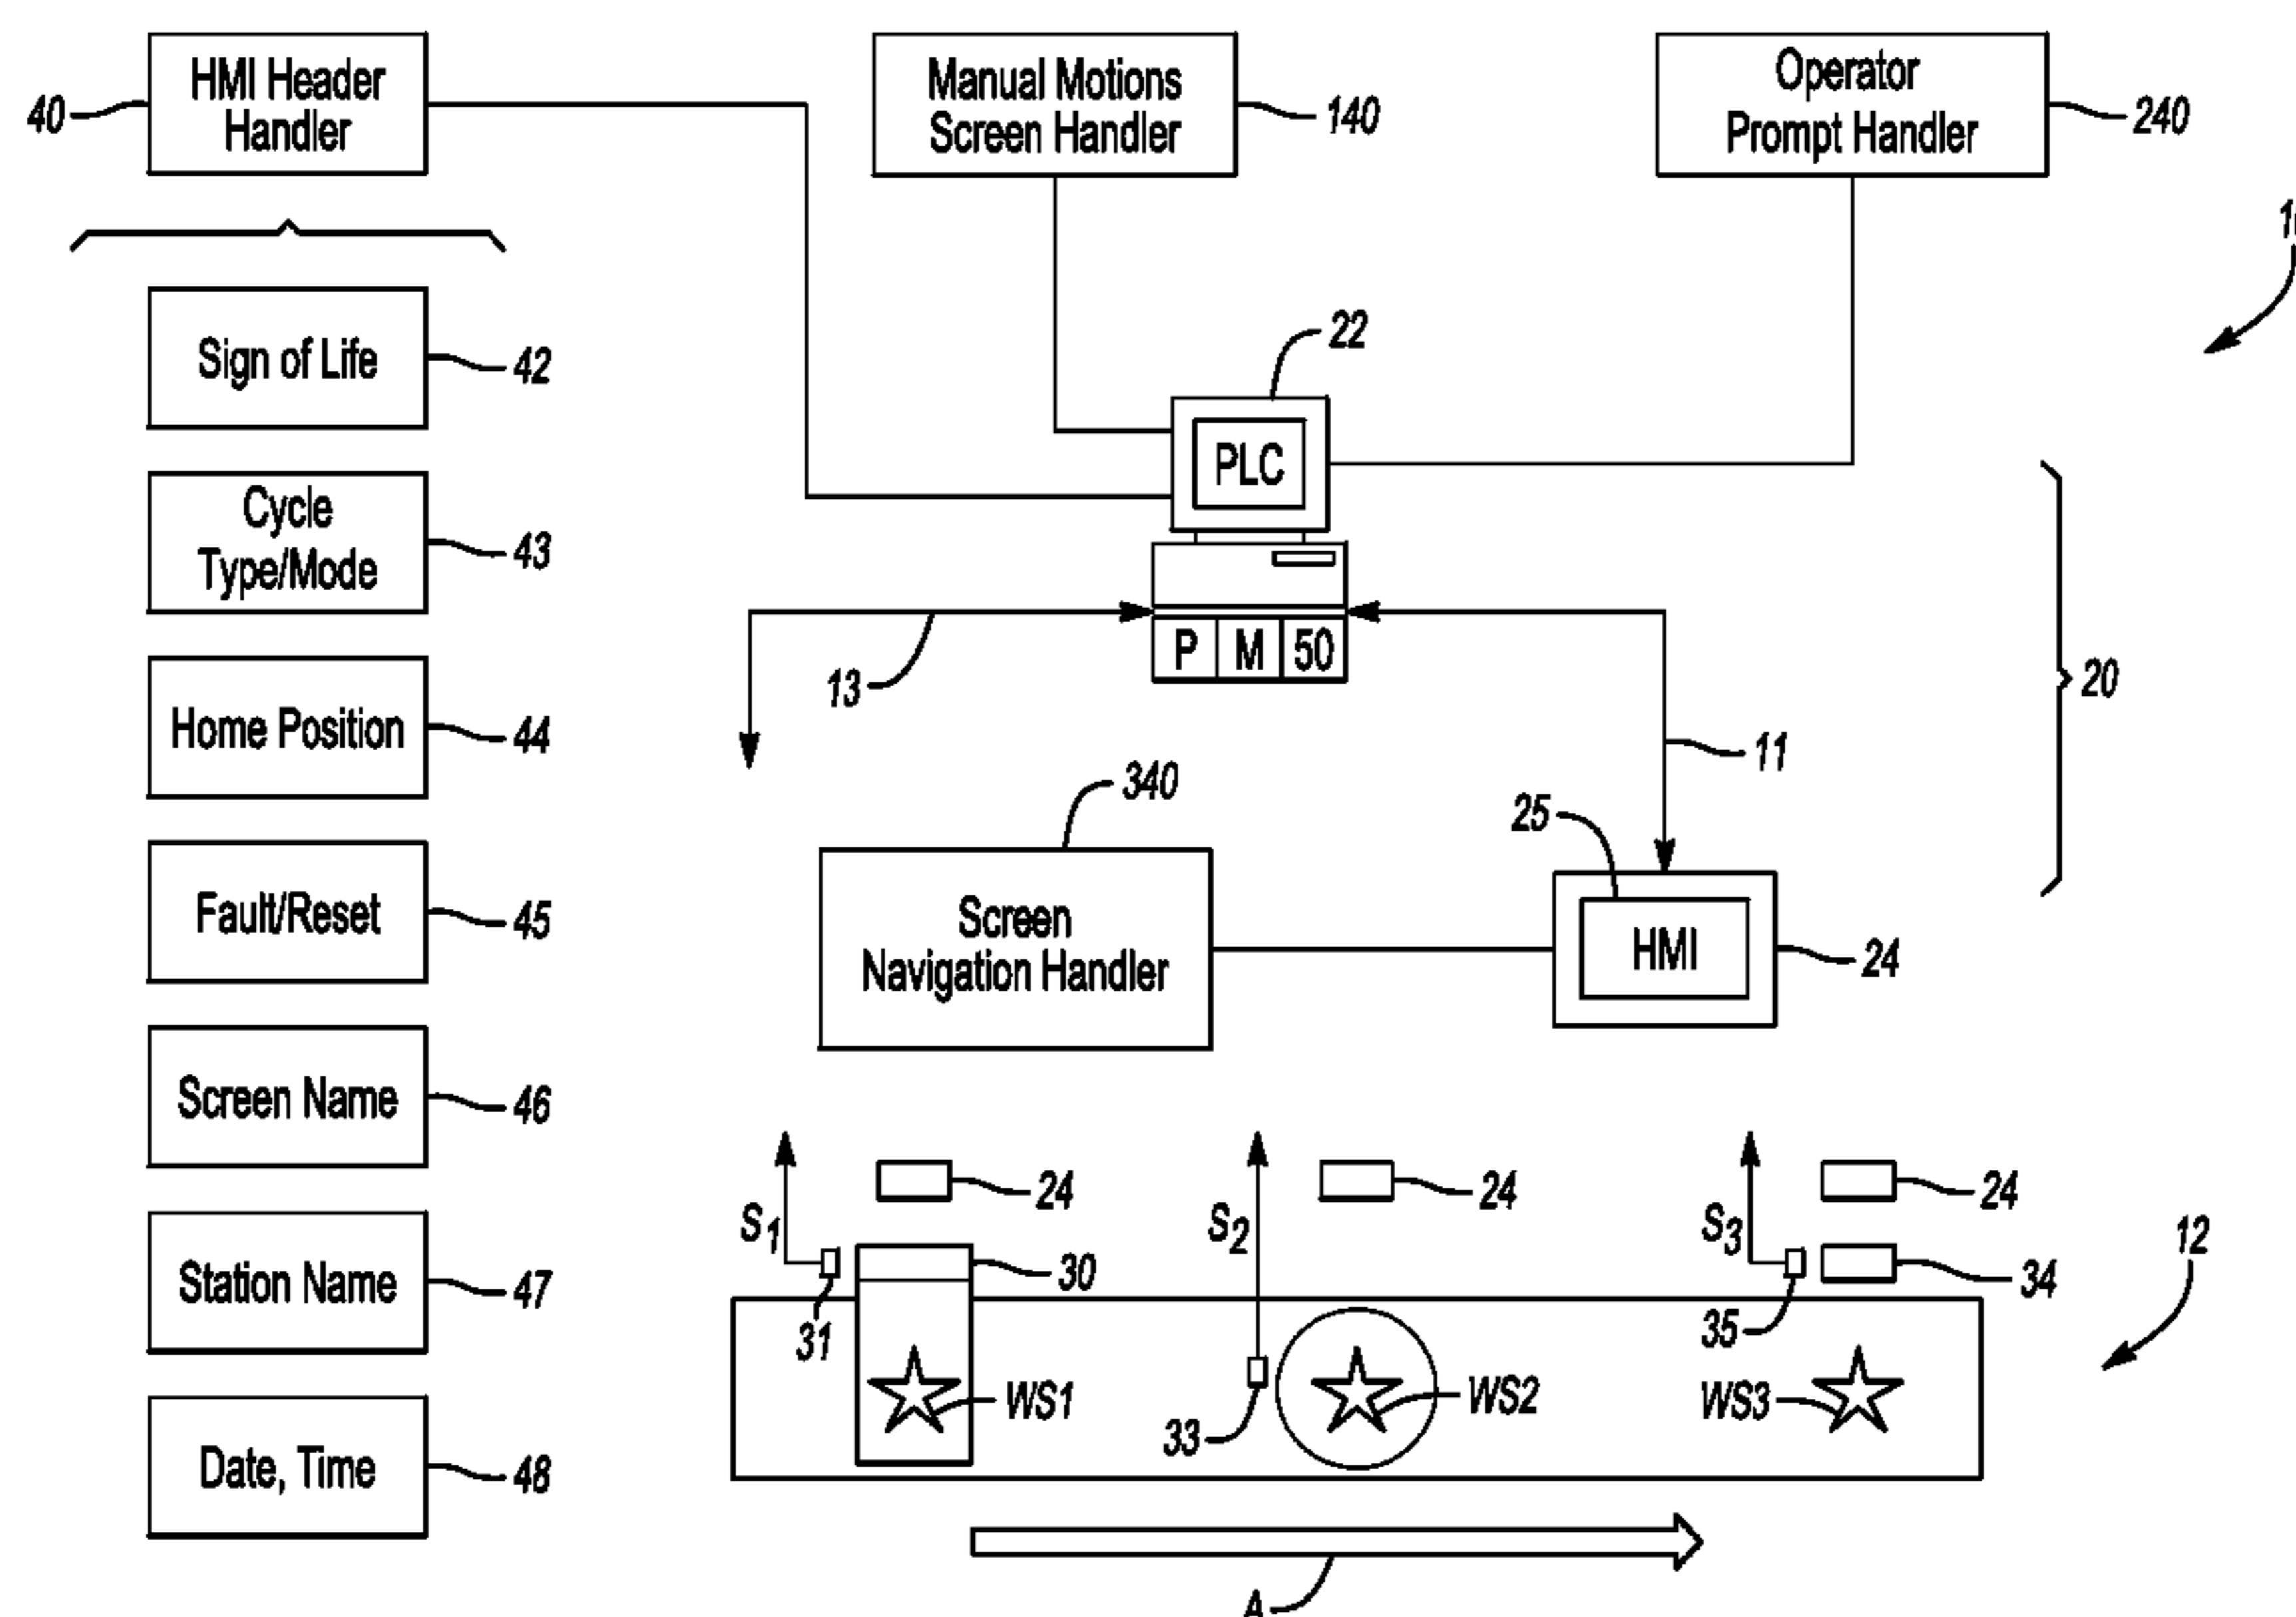 HMI Header
Handler
40
Manual Motions
Screen Handler
140
Operator
Prompt Handler
240
Sign of Life
42
Cycle
Type/Mode
43
Home Position
44
Fault/Reset
45
Screen Name
46
Station Name
47
Date, Time
48
22
PLC
P M 50
13
11
20
340
Screen
Navigation Handler
25
HMI
24
S1
24
S2
24
S3
24
31
30
33
35
34
12
WS1
WS2
WS3
A